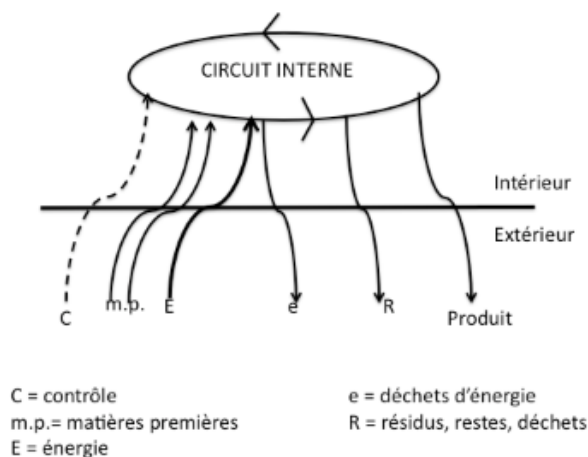 CIRCUIT INTERNE
Intérieur
Extérieur
C m.p. E e R Produit
C = contrôle e = déchets d'énergie
m.p.= matières premières R = résidus, restes, déchets
E = énergie